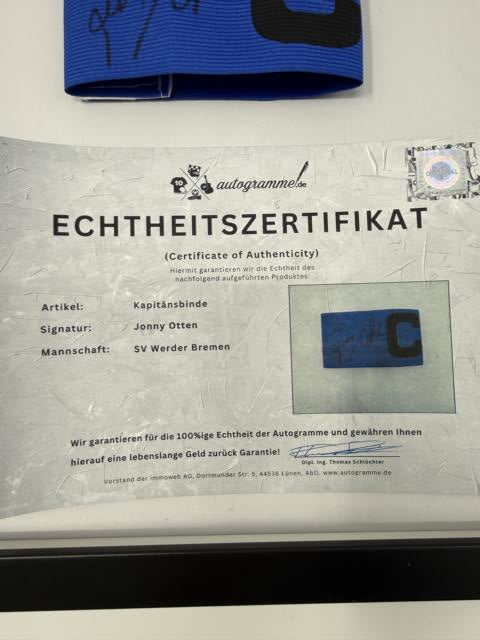 C
autogramme.de
ECHTHEITSZERTIFIKAT
(Certificate of Authenticity)
Hiermit garantieren wir die Echtheit des
nachfolgend aufgeführten Produktes:
Artikel: Kapitänsbinde
Signatur: Jonny Otten
Mannschaft: SV Werder Bremen
C
Wir garantieren für die 100%ige Echtheit der Autogramme und gewähren Ihnen
hierauf eine lebenslange Geld zurück Garantie!
Dipl. Ing. Thomas Schlüchter
Vorstand der immoweb AG, Dortmunder Str. 5, 44536 Lünen, Abtl. www.autogramme.de